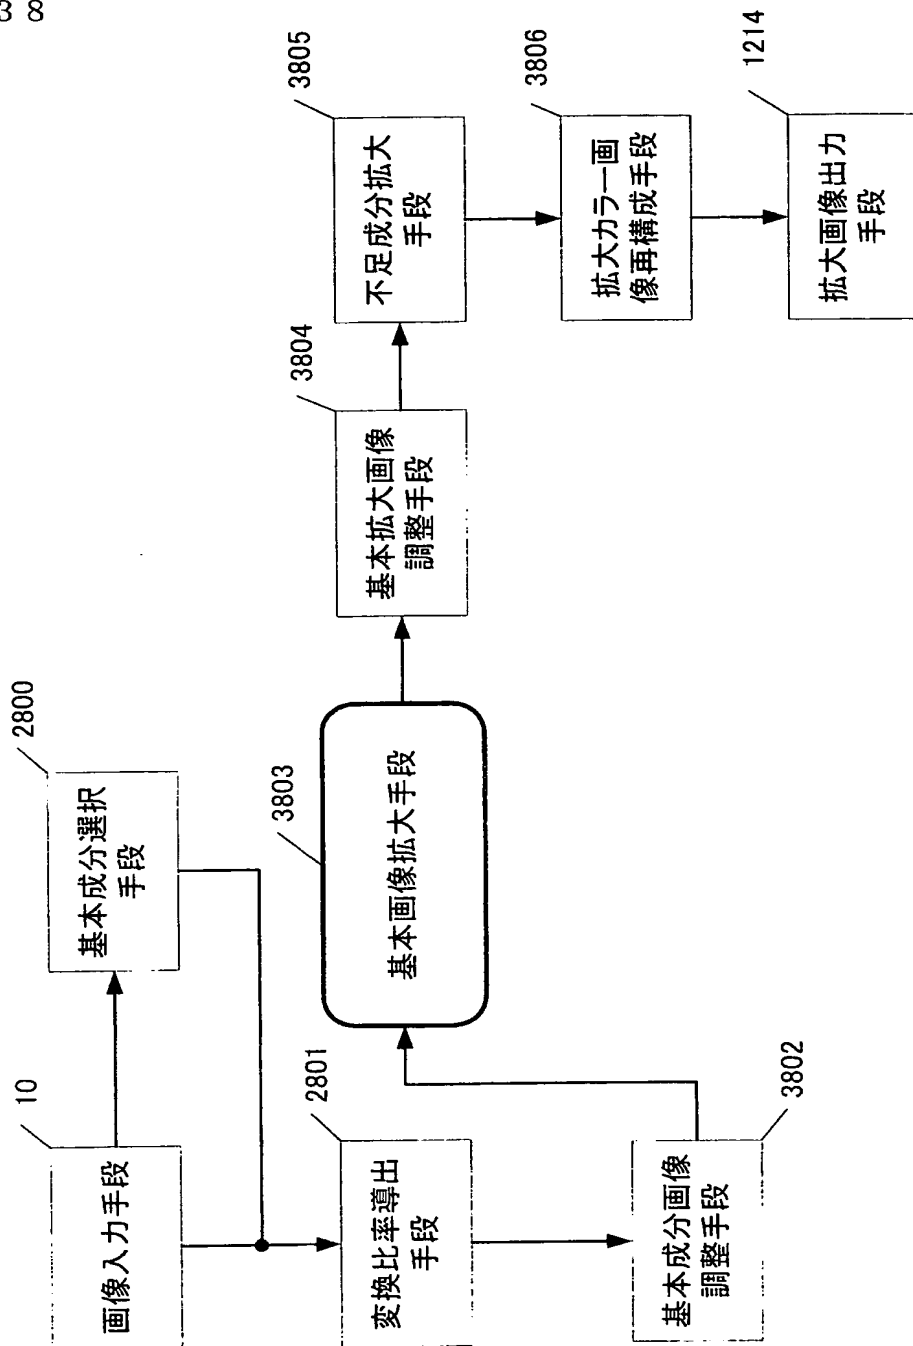 38
10
画像入力手段
2800
基本成分選択
手段
2801
変換比率導出
手段
3802
基本成分画像
調整手段
3803
基本画像拡大手段
3804
基本拡大画像
調整手段
3805
不足成分拡大
手段
3806
拡大カラー画
像再構成手段
1214
拡大画像出力
手段